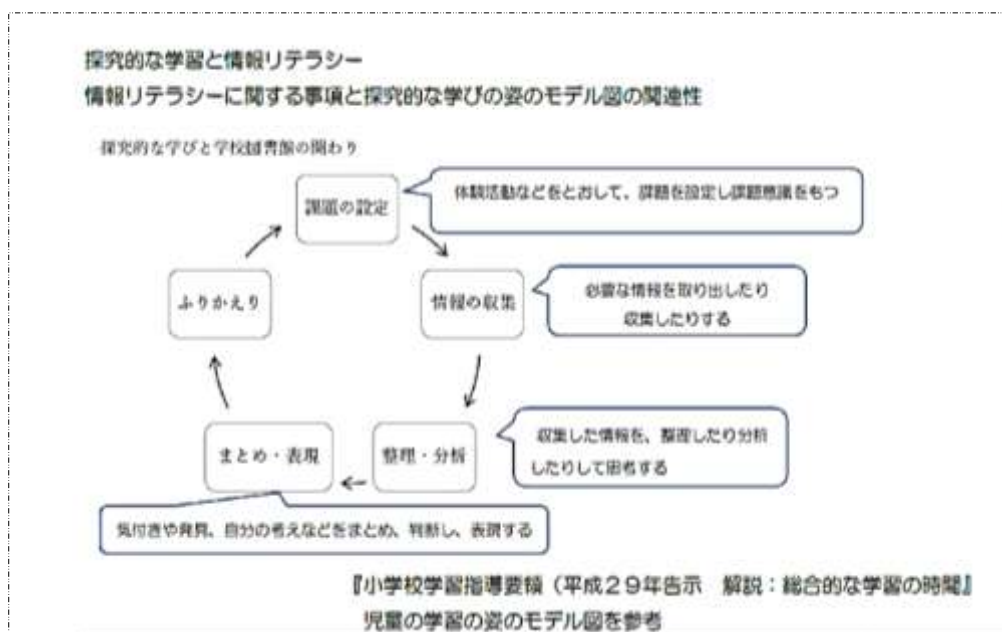 探究的な学習と情報リテラシー
情報リテラシーに関する事項と探究的な学びの姿のモデル図の関連性
探究的な学びと学校図書館の関わり
課題の設定
体験活動などをとおして、課題を設定し課題意識をもつ
ふりかえり
情報の収集
必要な情報を取り出したり
収集したりする
まとめ・表現
整理・分析
収集した情報を、整理したり分析
したりして思考する
気付きや発見、自分の考えなどをまとめ、判断し、表現する
『小学校学習指導要領（平成２９年告示　解説：総合的な学習の時間』
児童の学習の姿のモデル図を参考